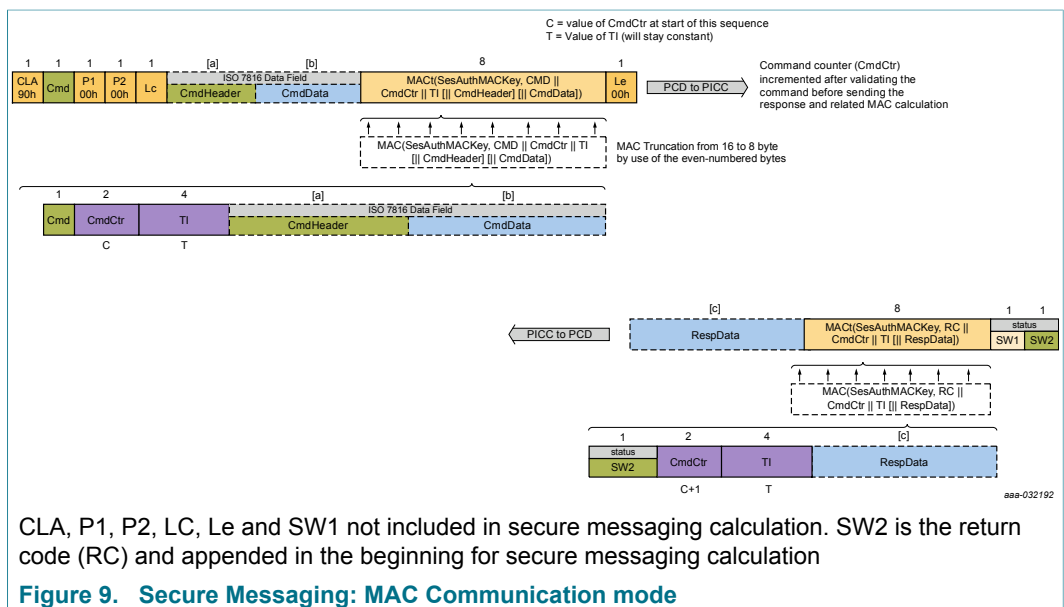 C = value of CmdCtr at start of this sequence
T = Value of TI (will stay constant)
1 1 1 1 1 [a] [b] 8 1
CLA
90h
Cmd
P1
00h
P2
00h
Lc
ISO 7816 Data Field
CmdHeader
CmdData
MACt(SesAuthMACKey, CMD ||
CmdCtr || TI [|| CmdHeader] [|| CmdData])
Le
00h
PCD to PICC
Command counter (CmdCtr)
incremented after validating the
command before sending the
response and related MAC calculation
MAC(SesAuthMACKey, CMD || CmdCtr || TI
[|| CmdHeader] [|| CmdData])
MAC Truncation from 16 to 8 byte
by use of the even-numbered bytes
1 2 4 [a] [b]
Cmd
CmdCtr
TI
ISO 7816 Data Field
CmdHeader
CmdData
C T
[c] 8 1 1
PICC to PCD
RespData
MACt(SesAuthMACKey, RC ||
CmdCtr || TI [|| RespData])
status
SW1 SW2
MAC(SesAuthMACKey, RC ||
CmdCtr || TI [|| RespData])
1 2 4 [c]
status
SW2
CmdCtr
TI
RespData
C+1 T
aaa-032192
CLA, P1, P2, LC, Le and SW1 not included in secure messaging calculation. SW2 is the return
code (RC) and appended in the beginning for secure messaging calculation
Figure 9. Secure Messaging: MAC Communication mode